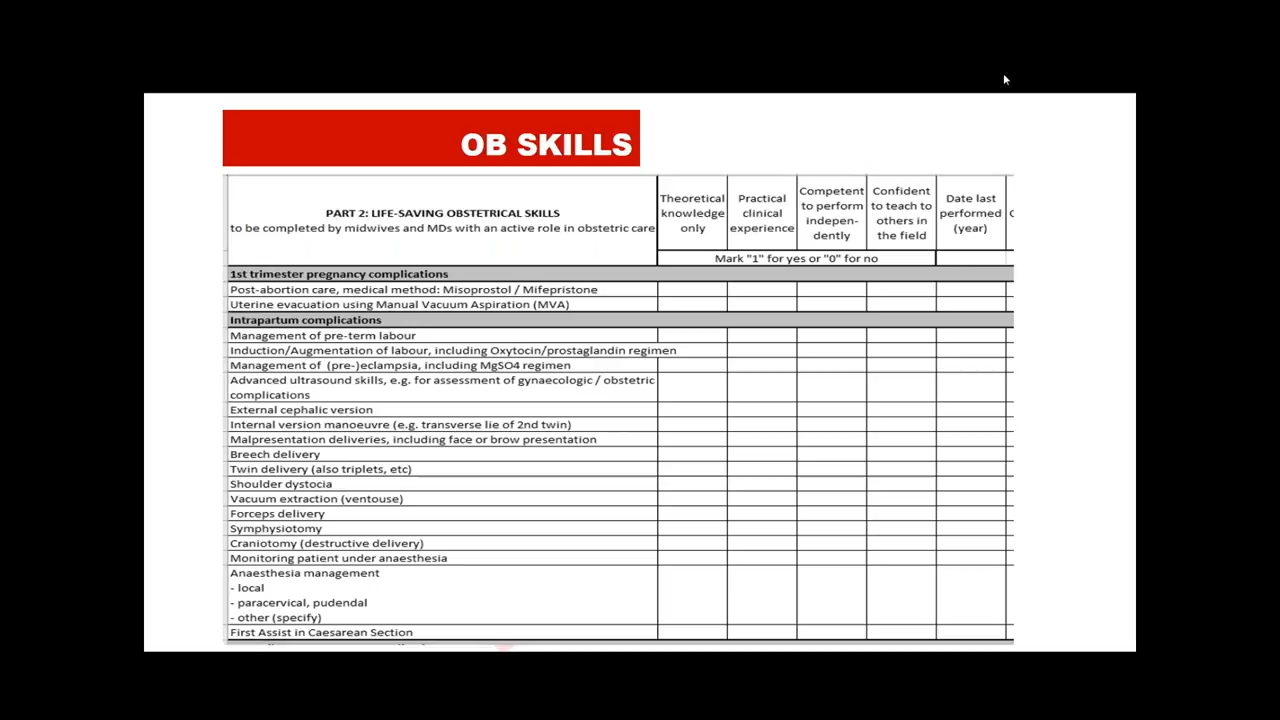 OB SKILLS
PART 2: LIFE-SAVING OBSTETRICAL SKILLS
to be completed by midwives and MDs with an active role in obstetric care
Theoretical
knowledge
only
Practical
clinical
experience
Competent
to perform
indepen-
dently
Confident
to teach to
others in
the field
Date last
performed
(year)
Mark "1" for yes or "0" for no
1st trimester pregnancy complications
Post-abortion care, medical method: Misoprostol / Mifepristone
Uterine evacuation using Manual Vacuum Aspiration (MVA)
Intrapartum complications
Management of pre-term labour
Induction/Augmentation of labour, including Oxytocin/prostaglandin regimen
Management of (pre-)eclampsia, including MgSO4 regimen
Advanced ultrasound skills, e.g. for assessment of gynaecologic / obstetric
complications
External cephalic version
Internal version manoeuvre (e.g. transverse lie of 2nd twin)
Malpresentation deliveries, including face or brow presentation
Breech delivery
Twin delivery (also triplets, etc)
Shoulder dystocia
Vacuum extraction (ventouse)
Forceps delivery
Symphysiotomy
Craniotomy (destructive delivery)
Monitoring patient under anaesthesia
Anaesthesia management
- local
- paracervical, pudendal
- other (specify)
First Assist in Caesarean Section